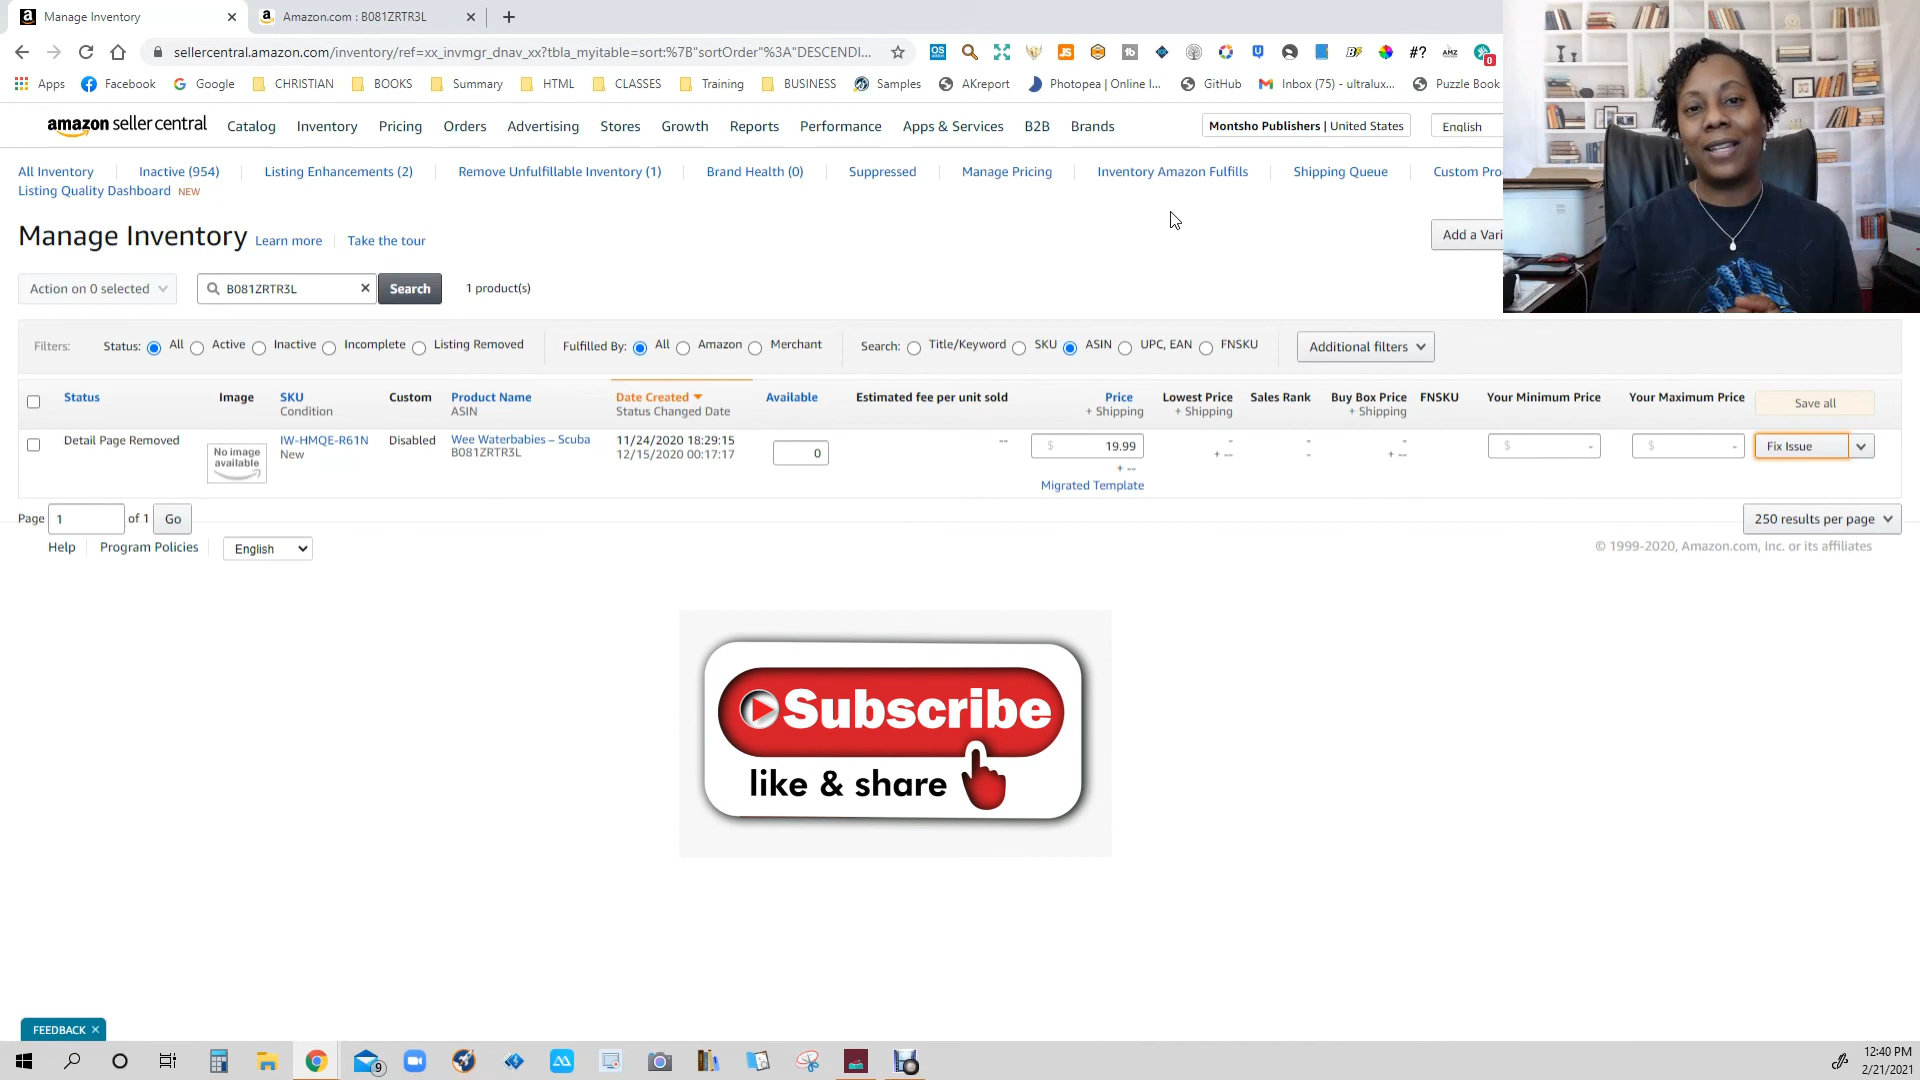 Manage Inventory
Amazon.com : B081ZRTR3L
sellercentral.amazon.com/inventory/ref=xx_invmgr_dnav_xx?tbla_myitable=sort:%7B"sortOrder"%3A"DESCENDI...
Apps Facebook Google CHRISTIAN BOOKS Summary HTML CLASSES Training BUSINESS Samples AKreport Photopea | Online I... GitHub Inbox (75) - ultralux... Puzzle Book
amazon seller central Catalog Inventory Pricing Orders Advertising Stores Growth Reports Performance Apps & Services B2B Brands Montsho Publishers | United States English
All Inventory Inactive (954) Listing Enhancements (2) Remove Unfulfillable Inventory (1) Brand Health (0) Suppressed Manage Pricing Inventory Amazon Fulfills Shipping Queue Custom Pro
Listing Quality Dashboard NEW
Manage Inventory Learn more Take the tour Add a Vari
Action on 0 selected B081ZRTR3L Search 1 product(s)
Filters: Status: All Active Inactive Incomplete Listing Removed Fulfilled By: All Amazon Merchant Search: Title/Keyword SKU ASIN UPC, EAN FNSKU Additional filters
Status Image SKU Custom Product Name Date Created Available Estimated fee per unit sold Price Lowest Price Sales Rank Buy Box Price FNSKU Your Minimum Price Your Maximum Price Save all
Condition ASIN Status Changed Date + Shipping + Shipping + Shipping
Detail Page Removed No image available IW-HMQE-R61N Disabled Wee Waterbabies – Scuba 11/24/2020 18:29:15 0 -- $ 19.99 - - - $ - $ - Fix Issue
New B081ZRTR3L 12/15/2020 00:17:17 + -- + -- - + --
Migrated Template
Page 1 of 1 Go 250 results per page
Help Program Policies English © 1999-2020, Amazon.com, Inc. or its affiliates
Subscribe
like & share
FEEDBACK ×
12:40 PM
2/21/2021